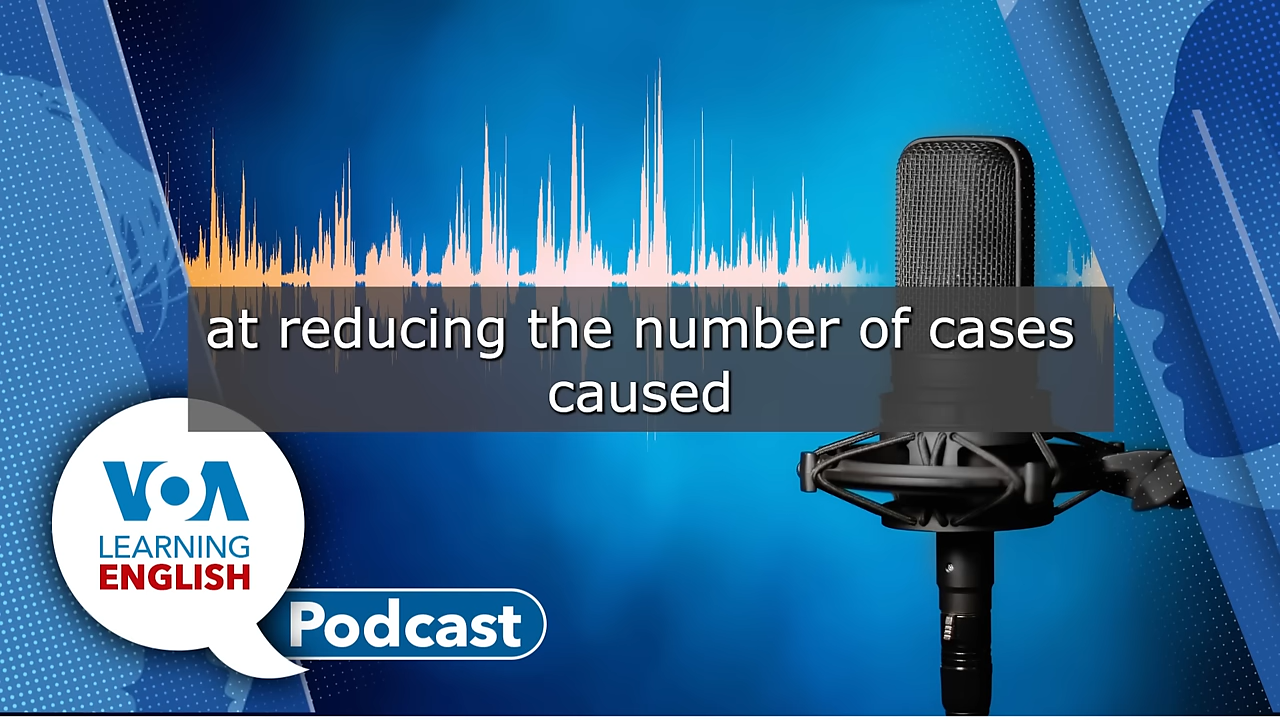 at reducing the number of cases
caused
VOA
LEARNING
ENGLISH
Podcast